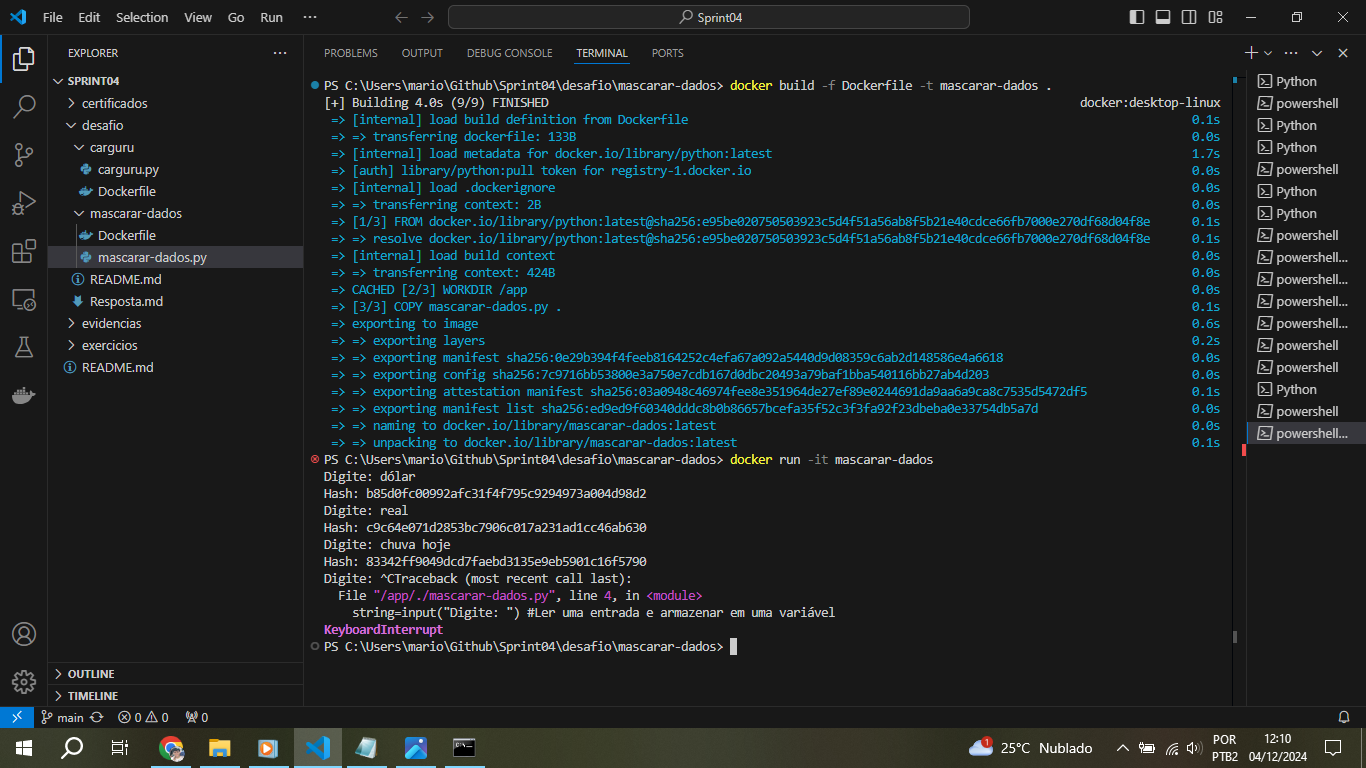 File Edit Selection View Go Run ···
Sprint04
EXPLORER ···
SPRINT04
certificados
desafio
carguru
carguru.py
Dockerfile
mascarar-dados
Dockerfile
mascarar-dados.py
README.md
Resposta.md
evidencias
exercicios
README.md
OUTLINE
TIMELINE
PROBLEMS OUTPUT DEBUG CONSOLE TERMINAL PORTS
PS C:\Users\mario\Github\Sprint04\desafio\mascarar-dados> docker build -f Dockerfile -t mascarar-dados .
[+] Building 4.0s (9/9) FINISHED docker:desktop-linux
=> [internal] load build definition from Dockerfile 0.1s
=> => transferring dockerfile: 133B 0.0s
=> [internal] load metadata for docker.io/library/python:latest 1.7s
=> [auth] library/python:pull token for registry-1.docker.io 0.0s
=> [internal] load .dockerignore 0.0s
=> => transferring context: 2B 0.0s
=> [1/3] FROM docker.io/library/python:latest@sha256:e95be020750503923c5d4f51a56ab8f5b21e40cdce66fb7000e270df68d04f8e 0.1s
=> => resolve docker.io/library/python:latest@sha256:e95be020750503923c5d4f51a56ab8f5b21e40cdce66fb7000e270df68d04f8e 0.1s
=> [internal] load build context 0.0s
=> => transferring context: 424B 0.0s
=> CACHED [2/3] WORKDIR /app 0.0s
=> [3/3] COPY mascarar-dados.py . 0.1s
=> exporting to image 0.6s
=> => exporting layers 0.2s
=> => exporting manifest sha256:0e29b394f4feeb8164252c4efa67a092a5440d9d08359c6ab2d148586e4a6618 0.0s
=> => exporting config sha256:7c9716bb53800e3a750e7cdb167d0dbc20493a79baf1bba540116bb27ab4d203 0.0s
=> => exporting attestation manifest sha256:03a0948c46974fee8e351964de27ef89e0244691da9aa6a9ca8c7535d5472df5 0.1s
=> => exporting manifest list sha256:ed9ed9f60340dddc8b0b86657bcefa35f52c3f3fa92f23dbeba0e33754db5a7d 0.0s
=> => naming to docker.io/library/mascarar-dados:latest 0.0s
=> => unpacking to docker.io/library/mascarar-dados:latest 0.1s
PS C:\Users\mario\Github\Sprint04\desafio\mascarar-dados> docker run -it mascarar-dados
Digite: dólar
Hash: b85d0fc00992afc31f4f795c9294973a004d98d2
Digite: real
Hash: c9c64e071d2853bc7906c017a231ad1cc46ab630
Digite: chuva hoje
Hash: 83342ff9049dcd7faebd3135e9eb5901c16f5790
Digite: ^CTraceback (most recent call last):
File "/app/./mascarar-dados.py", line 4, in <module>
string=input("Digite: ") #Ler uma entrada e armazenar em uma variável
KeyboardInterrupt
PS C:\Users\mario\Github\Sprint04\desafio\mascarar-dados>
Python
powershell
Python
Python
powershell
Python
Python
powershell
powershell...
powershell...
powershell...
powershell...
powershell
powershell
Python
powershell
powershell...
main 0 0 0
1 25°C Nublado
POR
PTB2
12:10
04/12/2024